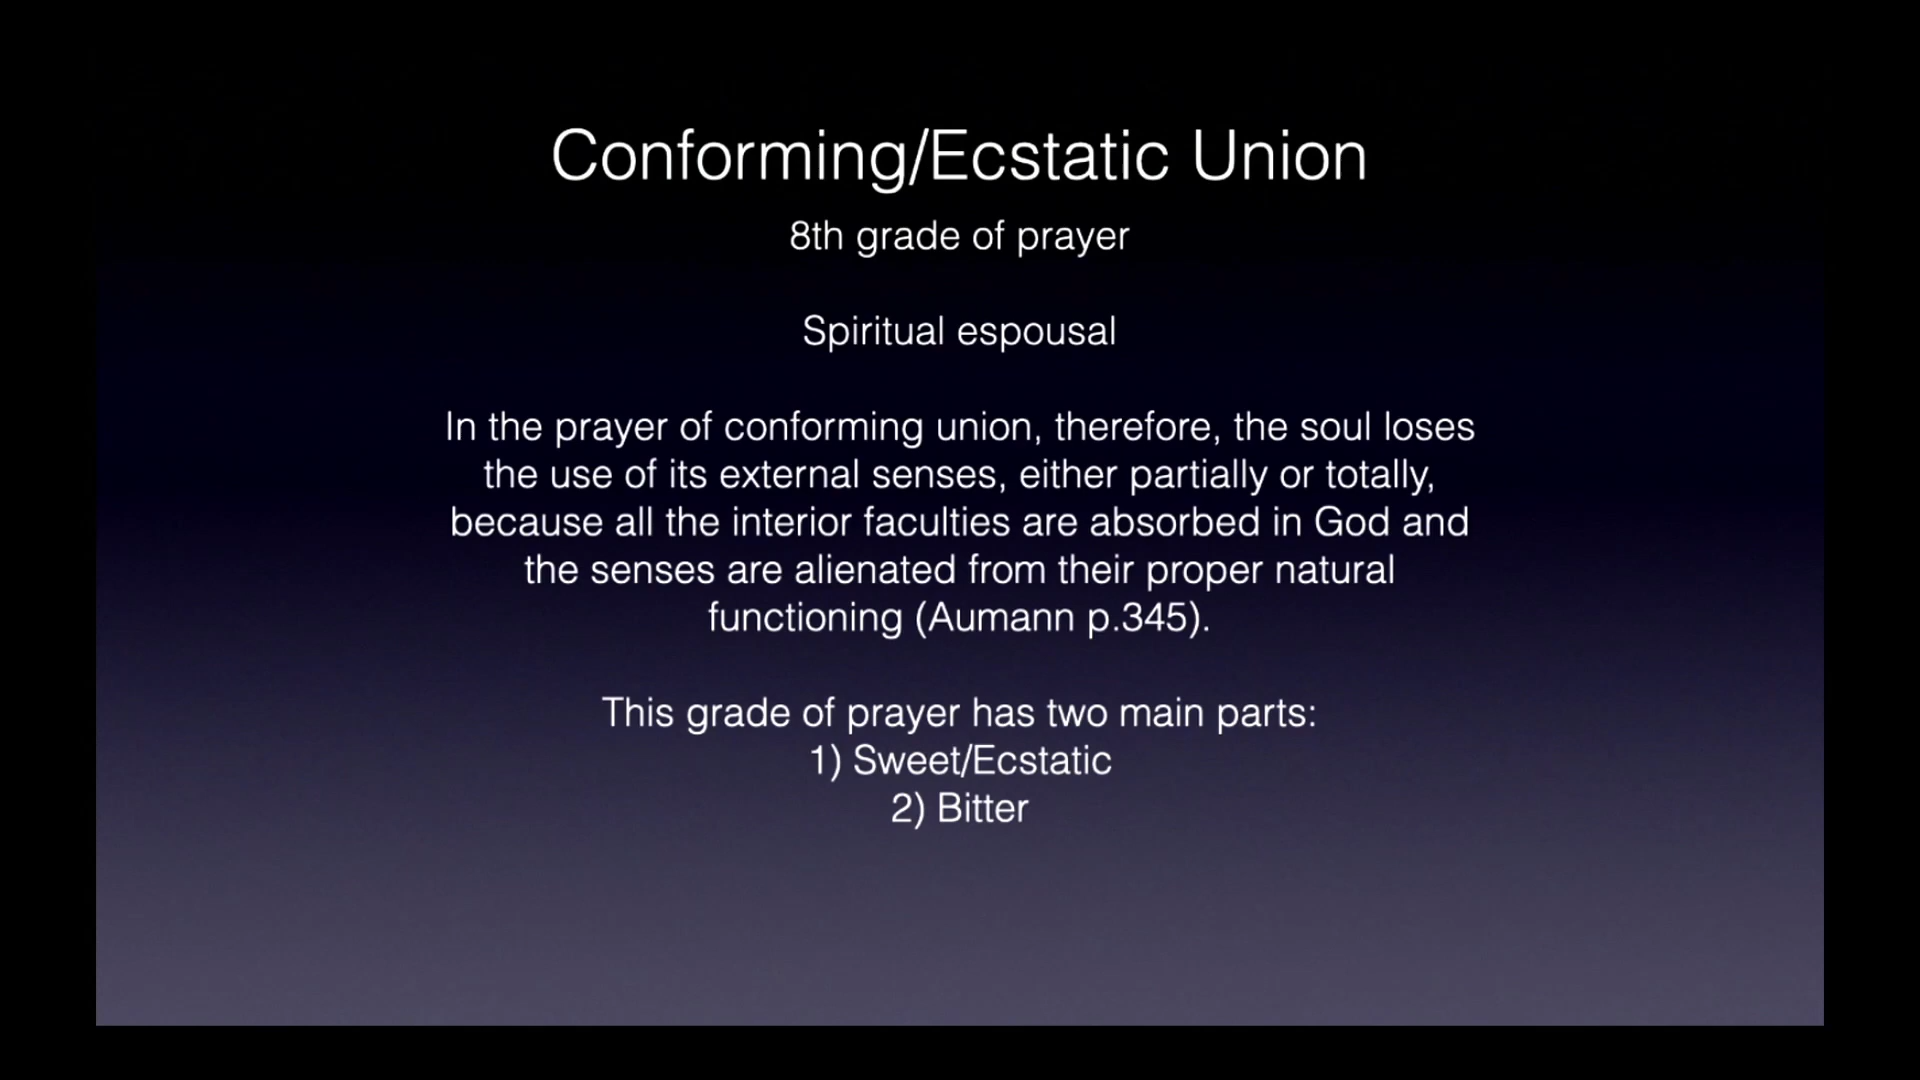 Conforming/Ecstatic Union
8th grade of prayer
Spiritual espousal
In the prayer of conforming union, therefore, the soul loses
the use of its external senses, either partially or totally,
because all the interior faculties are absorbed in God and
the senses are alienated from their proper natural
functioning (Aumann p.345).
This grade of prayer has two main parts:
1) Sweet/Ecstatic
2) Bitter